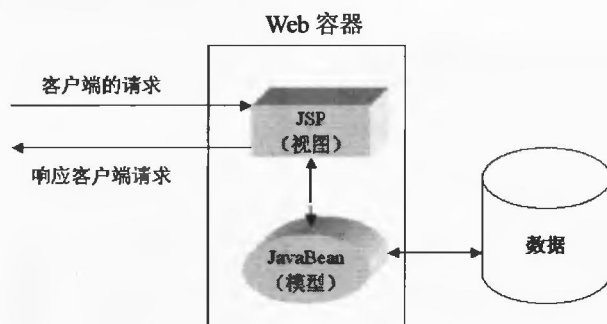 Web 容器
客户端的请求
JSP
（视图）
响应客户端请求
JavaBean
（模型）
数据